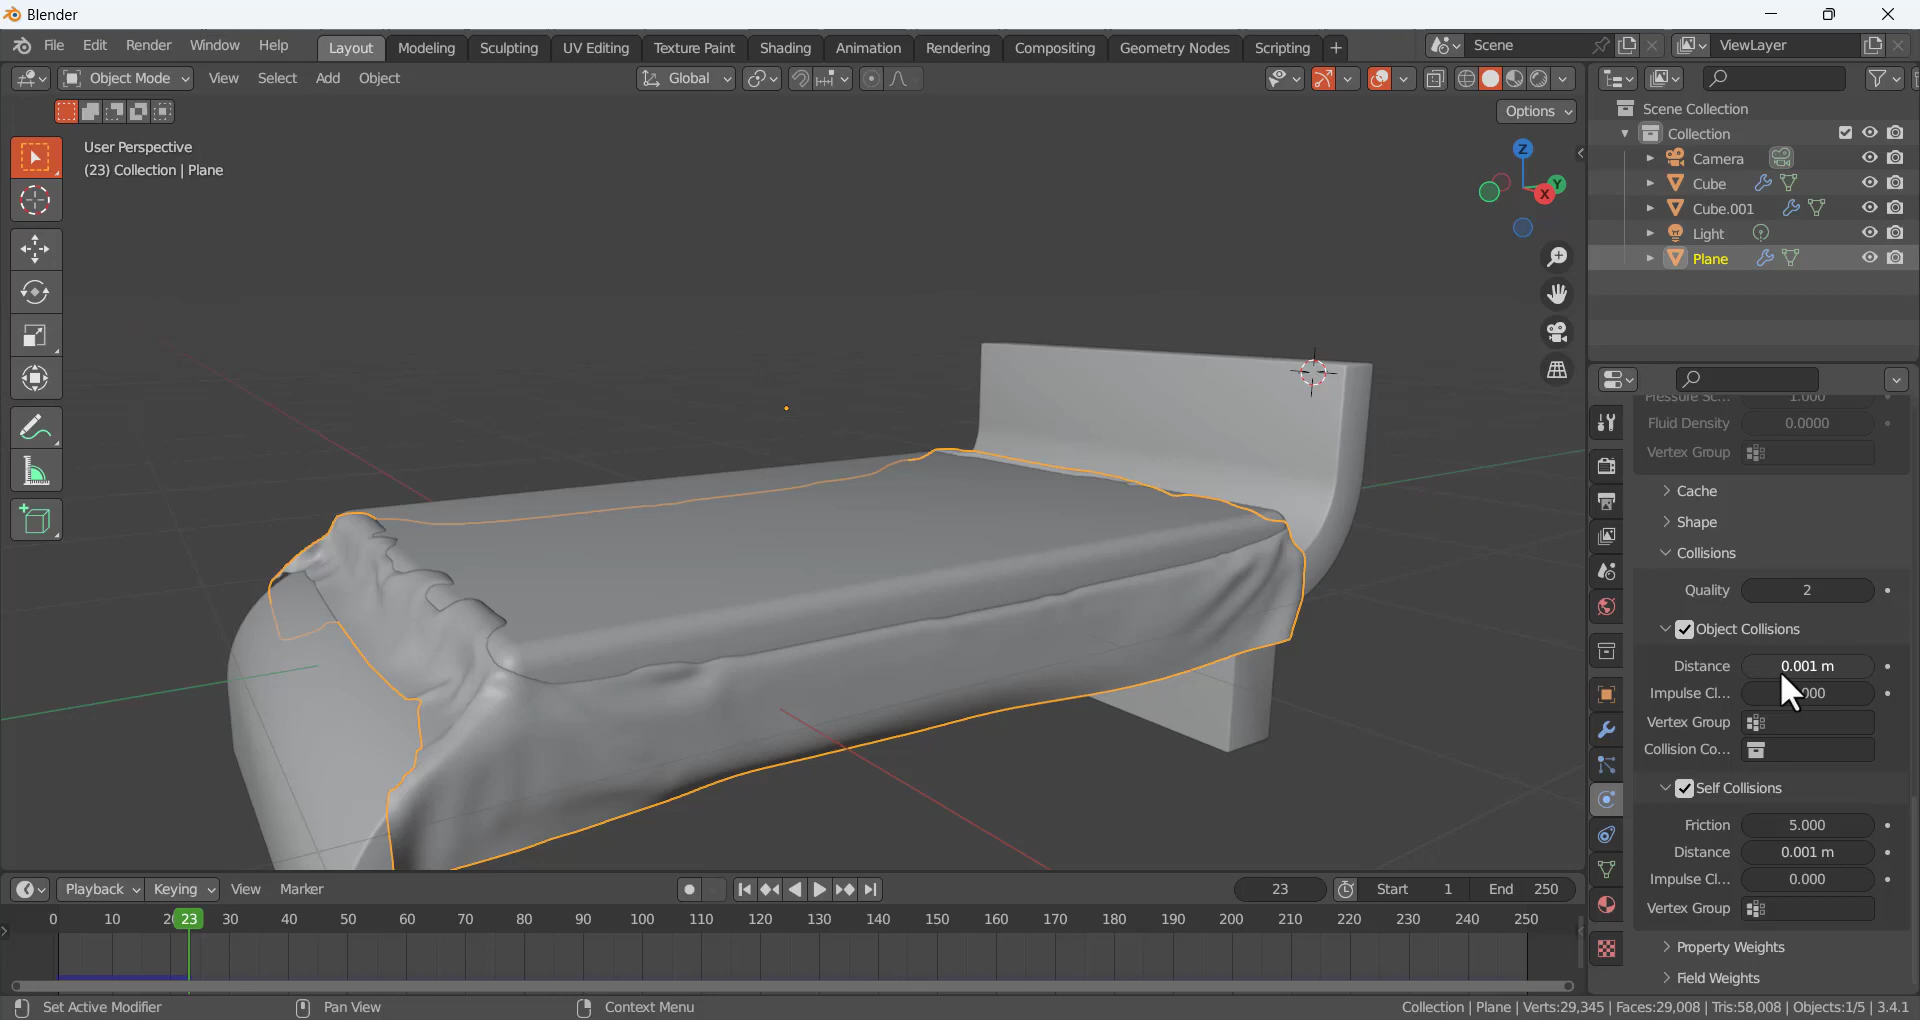 Blender
File Edit Render Window Help Layout Modeling Sculpting UV Editing Texture Paint Shading Animation Rendering Compositing Geometry Nodes Scripting + Scene ViewLayer
Object Mode View Select Add Object Global
Options
User Perspective
(23) Collection | Plane
Z
Y
X
Scene Collection
Collection
Camera
Cube
Cube.001
Light
Plane
Pressure Sc... 1.000
Fluid Density 0.0000
Vertex Group
Cache
Shape
Collisions
Quality 2
Object Collisions
Distance 0.001 m
Impulse Cl...
Vertex Group
Collision Co...
Self Collisions
Friction 5.000
Distance 0.001 m
Impulse Cl... 0.000
Vertex Group
Property Weights
Field Weights
Playback Keying View Marker 23 Start 1 End 250
0 10 23 30 40 50 60 70 80 90 100 110 120 130 140 150 160 170 180 190 200 210 220 230 240 250
Set Active Modifier Pan View Context Menu Collection | Plane | Verts:29,345 | Faces:29,008 | Tris:58,008 | Objects:1/5 | 3.4.1